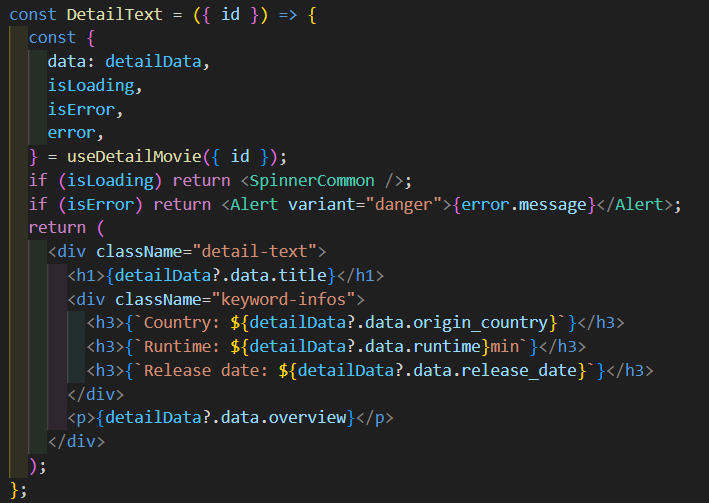 const DetailText = ({ id }) => {
  const {
    data: detailData,
    isLoading,
    isError,
    error,
  } = useDetailMovie({ id });
  if (isLoading) return <SpinnerCommon />;
  if (isError) return <Alert variant="danger">{error.message}</Alert>;
  return (
    <div className="detail-text">
      <h1>{detailData?.data.title}</h1>
      <div className="keyword-infos">
        <h3>{`Country: ${detailData?.data.origin_country}`}</h3>
        <h3>{`Runtime: ${detailData?.data.runtime}min`}</h3>
        <h3>{`Release date: ${detailData?.data.release_date}`}</h3>
      </div>
      <p>{detailData?.data.overview}</p>
    </div>
  );
};